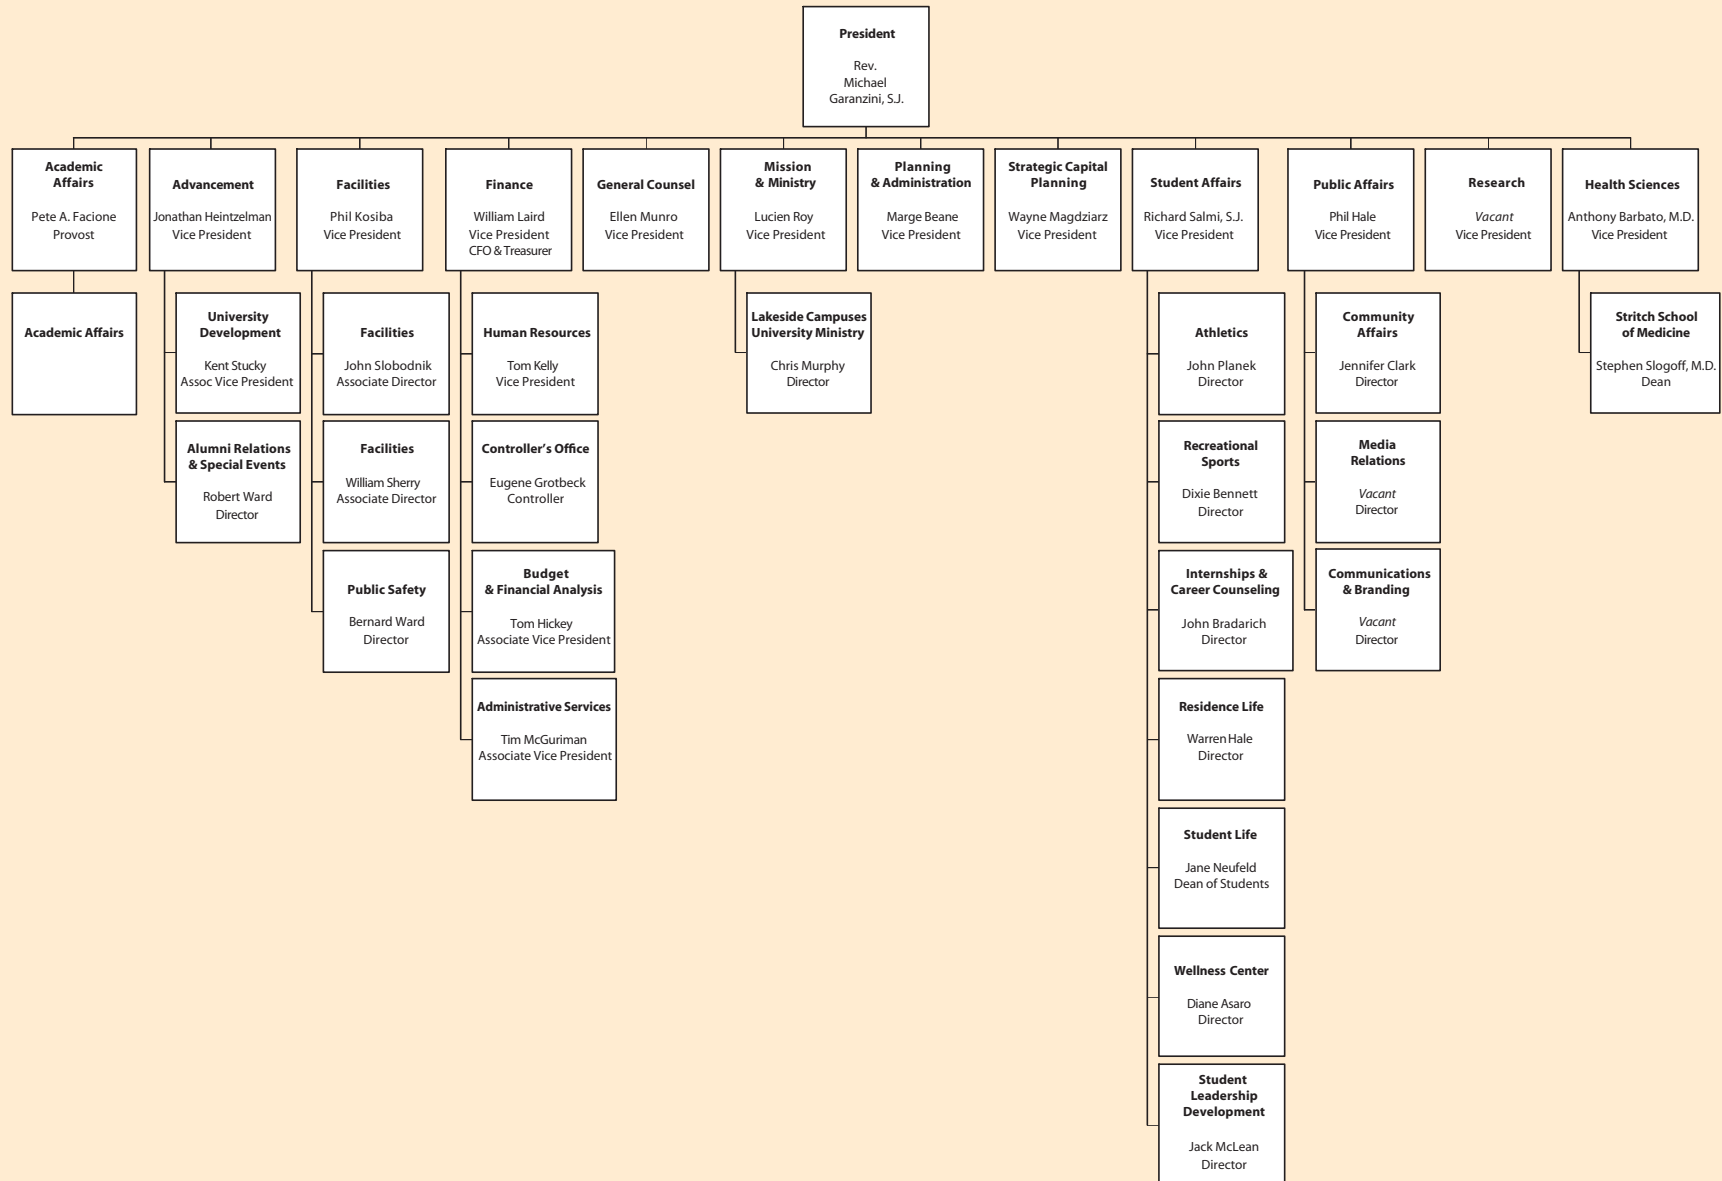 President
Rev.
Michael
Garanzini, S.J.
Academic
Affairs
Pete A. Facione
Provost
Advancement
Jonathan Heintzelman
Vice President
Facilities
Phil Kosiba
Vice President
Finance
William Laird
Vice President
CFO & Treasurer
General Counsel
Ellen Munro
Vice President
Mission
& Ministry
Lucien Roy
Vice President
Planning
& Administration
Marge Beane
Vice President
Strategic Capital
Planning
Wayne Magdziarz
Vice President
Student Affairs
Richard Salmi, S.J.
Vice President
Public Affairs
Phil Hale
Vice President
Research
Vacant
Vice President
Health Sciences
Anthony Barbato, M.D.
Vice President
Academic Affairs
University
Development
Kent Stucky
Assoc Vice President
Alumni Relations
& Special Events
Robert Ward
Director
Facilities
John Slobodnik
Associate Director
Facilities
William Sherry
Associate Director
Public Safety
Bernard Ward
Director
Human Resources
Tom Kelly
Vice President
Controller’s Office
Eugene Grotbeck
Controller
Budget
& Financial Analysis
Tom Hickey
Associate Vice President
Administrative Services
Tim McGuriman
Associate Vice President
Lakeside Campuses
University Ministry
Chris Murphy
Director
Athletics
John Planek
Director
Recreational
Sports
Dixie Bennett
Director
Internships &
Career Counseling
John Bradarich
Director
Residence Life
Warren Hale
Director
Student Life
Jane Neufeld
Dean of Students
Wellness Center
Diane Asaro
Director
Student
Leadership
Development
Jack McLean
Director
Community
Affairs
Jennifer Clark
Director
Media
Relations
Vacant
Director
Communications
& Branding
Vacant
Director
Stritch School
of Medicine
Stephen Slogoff, M.D.
Dean